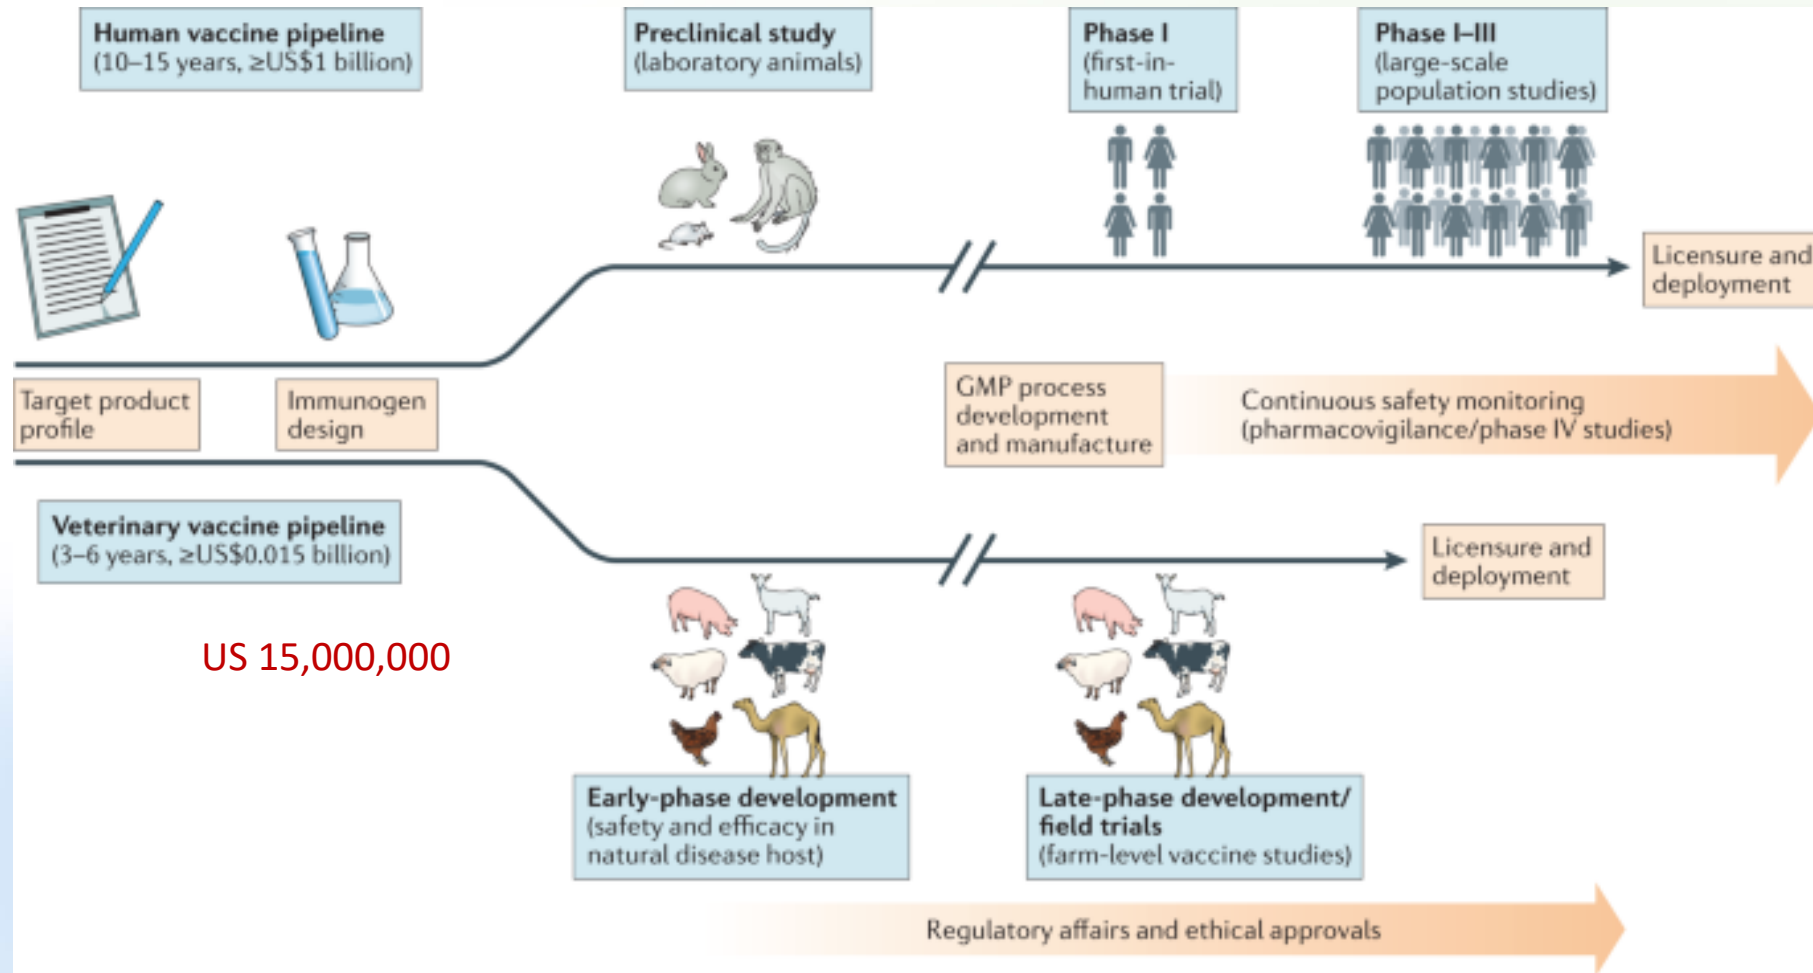 Human vaccine pipeline
(10–15 years, ≥US$1 billion)
Preclinical study
(laboratory animals)
Phase I
(first-in-
human trial)
Phase I–III
(large-scale
population studies)
Licensure and
deployment
Target product
profile
Immunogen
design
GMP process
development
and manufacture
Continuous safety monitoring
(pharmacovigilance/phase IV studies)
Veterinary vaccine pipeline
(3–6 years, ≥US$0.015 billion)
Licensure and
deployment
US 15,000,000
Early-phase development
(safety and efficacy in
natural disease host)
Late-phase development/
field trials
(farm-level vaccine studies)
Regulatory affairs and ethical approvals